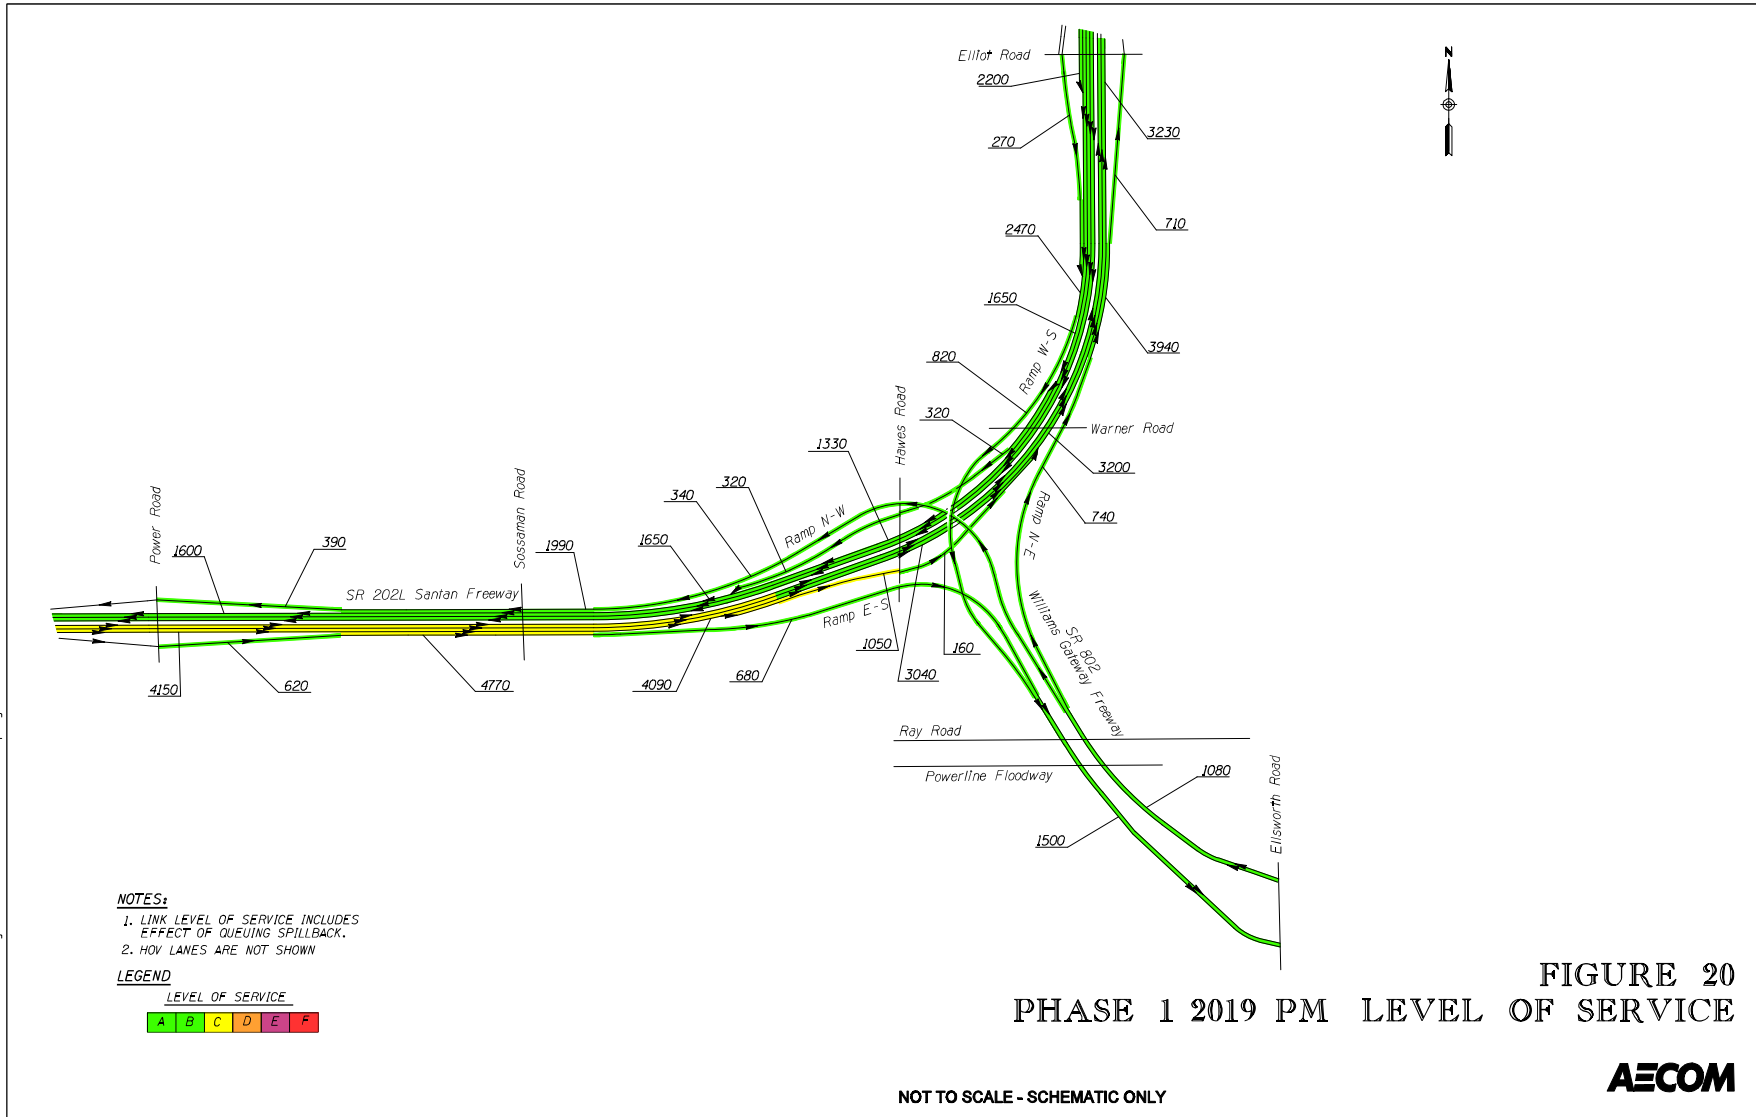 Elliot Road
2200
N
3230
270
710
2470
1650
3940
Ramp W-S
820
Hawes Road
320
Warner Road
1330
3200
Sossaman Road
Power Road
320
340
Ramp N-W
740
Ramp N-E
1990
1650
390
1600
SR 202L Santan Freeway
Ramp E-S
SR 802
Williams Gateway Freeway
1050
160
3040
680
4090
4770
620
4150
Ray Road
Powerline Floodway
1080
Ellsworth Road
1500
NOTES:
1. LINK LEVEL OF SERVICE INCLUDES
EFFECT OF QUEUING SPILLBACK.
2. HOV LANES ARE NOT SHOWN
LEGEND
LEVEL OF SERVICE
A B C D E F
FIGURE 20
PHASE 1 2019 PM LEVEL OF SERVICE
AECOM
NOT TO SCALE - SCHEMATIC ONLY